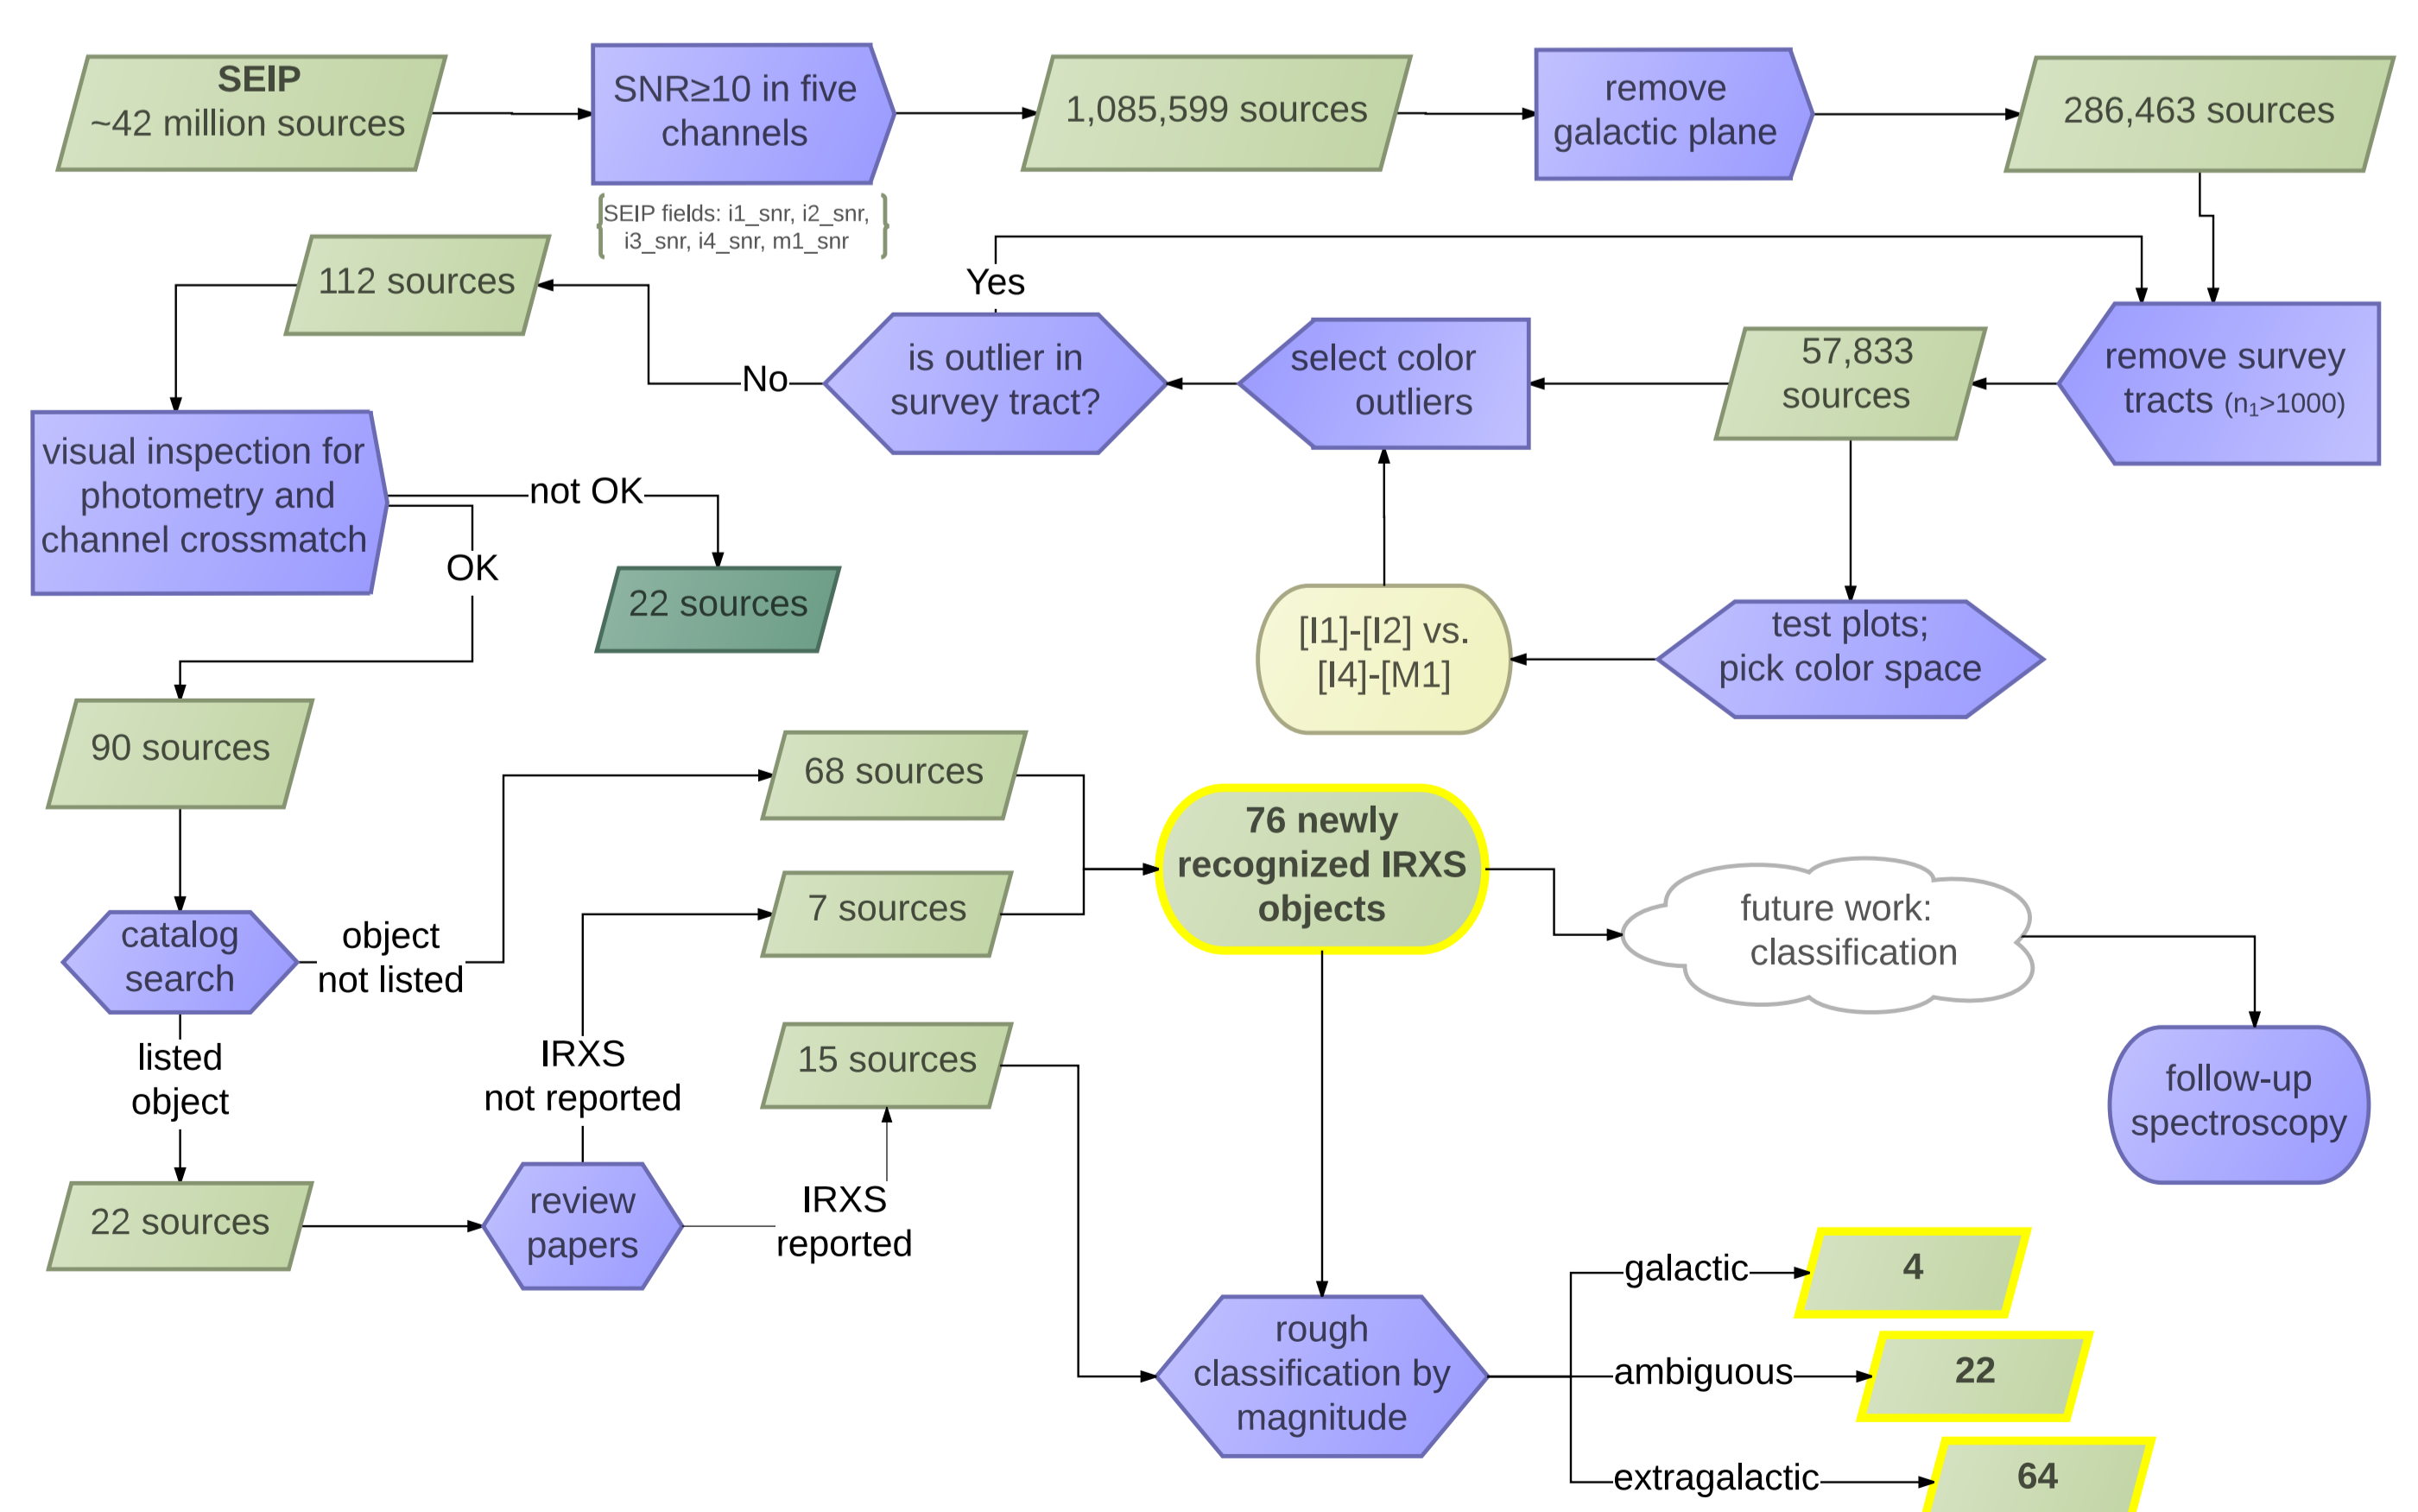 SEIP
~42 million sources
SNR≥10 in five
channels
1,085,599 sources
remove
galactic plane
286,463 sources
SEIP fields: i1_snr, i2_snr,
i3_snr, i4_snr, m1_snr
112 sources
Yes
No
is outlier in
survey tract?
select color
outliers
57,833
sources
remove survey
tracts (n₁>1000)
visual inspection for
photometry and
channel crossmatch
not OK
OK
22 sources
[I1]-[I2] vs.
[I4]-[M1]
test plots;
pick color space
90 sources
68 sources
76 newly
recognized IRXS
objects
7 sources
future work:
classification
catalog
search
object
not listed
listed
object
IRXS
not reported
15 sources
follow-up
spectroscopy
22 sources
review
papers
IRXS
reported
rough
classification by
magnitude
galactic
4
ambiguous
22
extragalactic
64